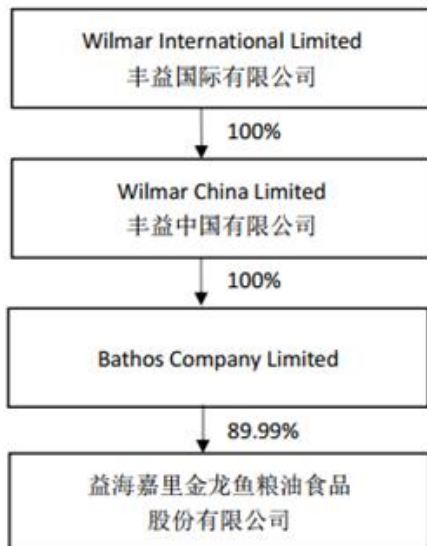 Wilmar International Limited
丰益国际有限公司
100%
Wilmar China Limited
丰益中国有限公司
100%
Bathos Company Limited
89.99%
益海嘉里金龙鱼粮油食品
股份有限公司